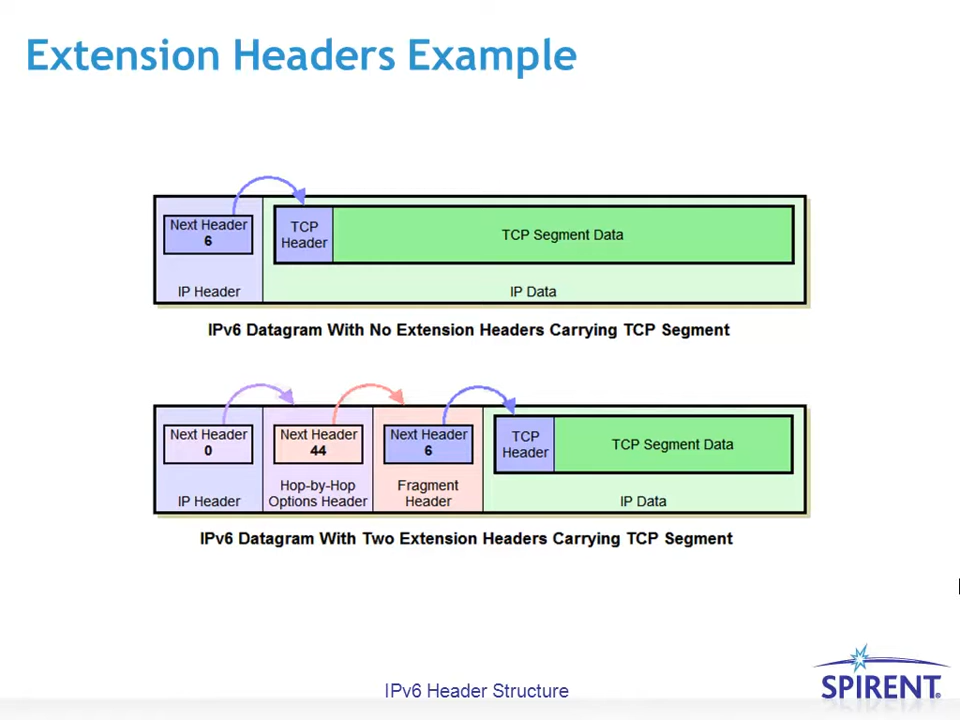 Extension Headers Example
Next Header
6
TCP
Header
TCP Segment Data
IP Header
IP Data
IPv6 Datagram With No Extension Headers Carrying TCP Segment
Next Header
0
Next Header
44
Next Header
6
TCP
Header
TCP Segment Data
IP Header
Hop-by-Hop
Options Header
Fragment
Header
IP Data
IPv6 Datagram With Two Extension Headers Carrying TCP Segment
IPv6 Header Structure
SPIRENT®